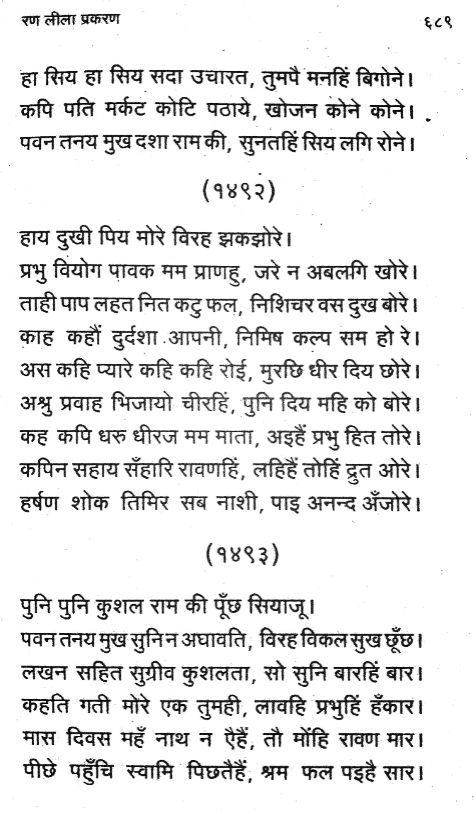 रण लीला प्रकरण ६८९
हा सिय हा सिय सदा उचारत, तुमपै मनहिं बिगोने।
कपि पति मर्कट कोटि पठाये, खोजन कोने कोने।
पवन तनय मुख दशा राम की, सुनतहिं सिय लगि रोने।
(१४९२)
हाय दुखी पिय मोरे विरह झकझोरे।
प्रभु वियोग पावक मम प्राणहु, जरे न अबलगि खोरे।
ताही पाप लहत नित कटु फल, निशिचर वस दुख बोरे।
काह कहौं दुर्दशा आपनी, निमिष कल्प सम हो रे।
अस कहि प्यारे कहि कहि रोई, मुरछि धीर दिय छोरे।
अश्रु प्रवाह भिजायो चीरहिं, पुनि दिय महि को बोरे।
कह कपि धरु धीरज मम माता, अइहैं प्रभु हित तोरे।
कपिन सहाय सँहारि रावणहिं, लहिहैं तोहिं द्रुत ओरे।
हर्षण शोक तिमिर सब नाशी, पाइ अनन्द अँजोरे।
(१४९३)
पुनि पुनि कुशल राम की पूँछ सियाजू।
पवन तनय मुख सुनि न अघावति, विरह विकल सुख छूँछ।
लखन सहित सुग्रीव कुशलता, सो सुनि बारहिं बार।
कहति गती मोरे एक तुमही, लावहि प्रभुहिं हँकार।
मास दिवस महँ नाथ न ऐहैं, तौ मोंहि रावण मार।
पीछे पहुँचि स्वामि पिछतैहैं, श्रम फल पइहै सार।